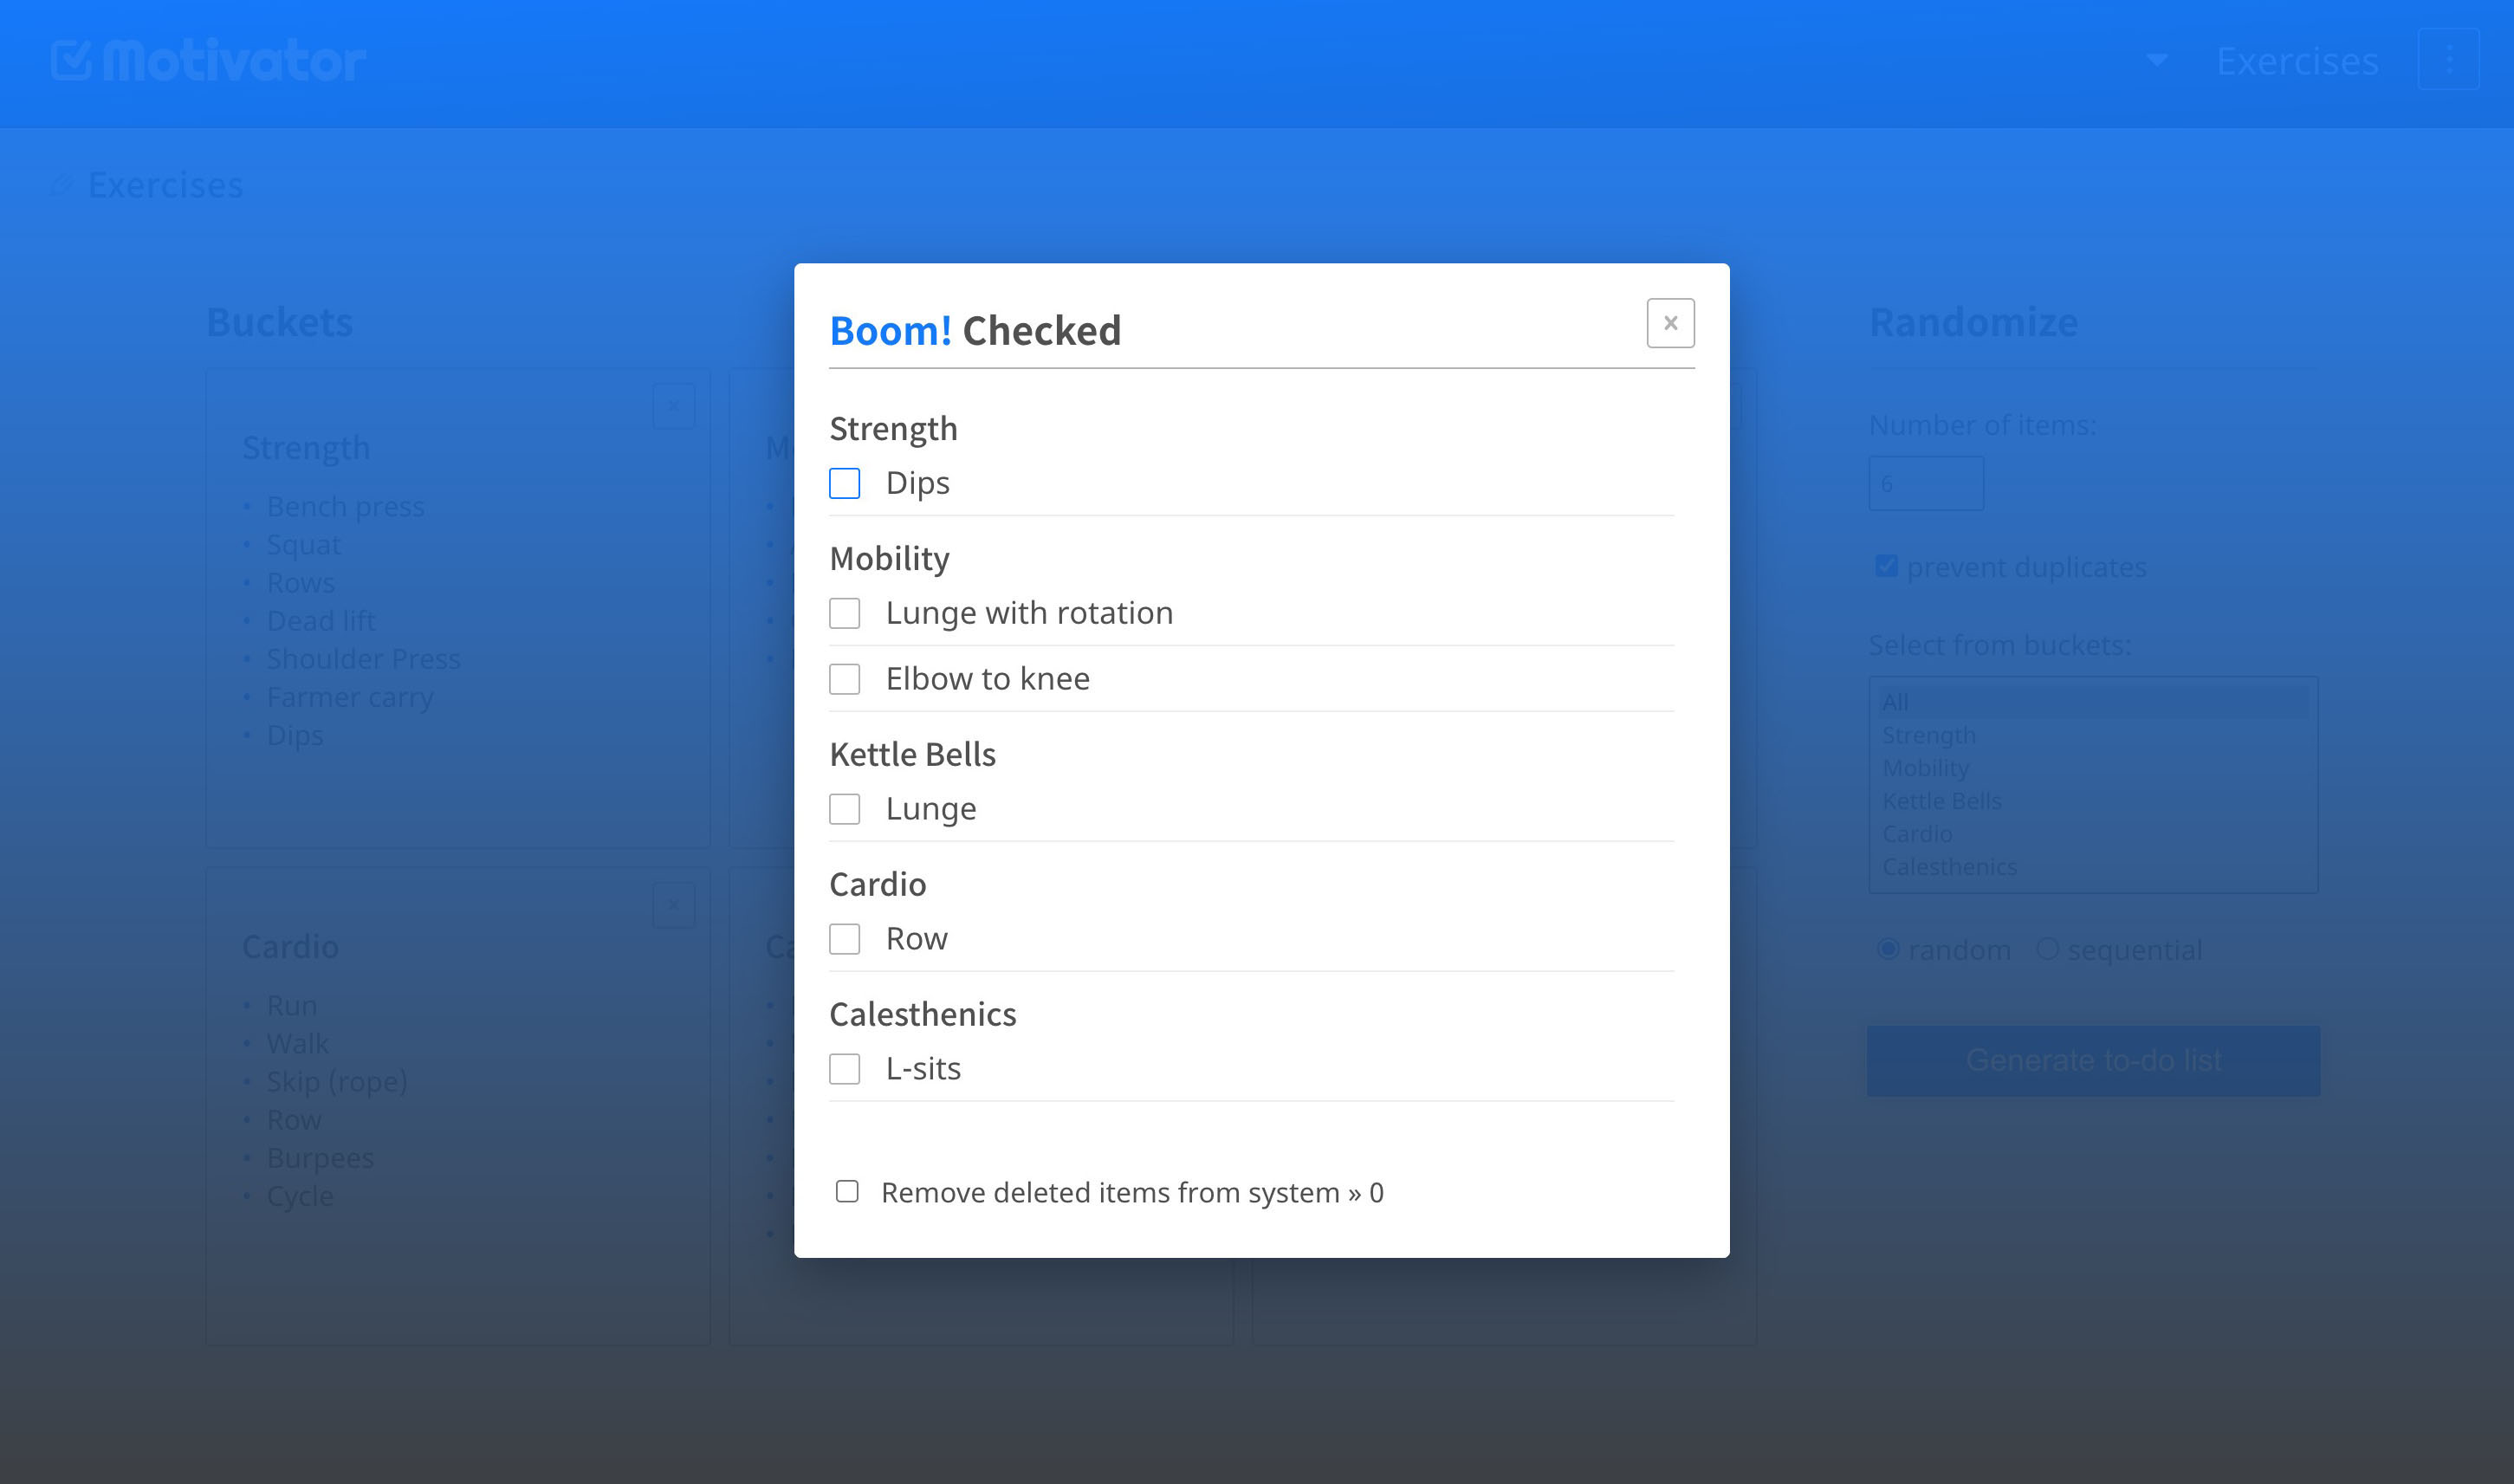 Motivator
Exercises
Exercises
Buckets
Strength
Bench press
Squat
Rows
Dead lift
Shoulder Press
Farmer carry
Dips
Cardio
Run
Walk
Skip (rope)
Row
Burpees
Cycle
Boom! Checked
Strength
Dips
Mobility
Lunge with rotation
Elbow to knee
Kettle Bells
Lunge
Cardio
Row
Calesthenics
L-sits
Remove deleted items from system » 0
Randomize
Number of items:
6
prevent duplicates
Select from buckets:
All
Strength
Mobility
Kettle Bells
Cardio
Calesthenics
random sequential
Generate to-do list